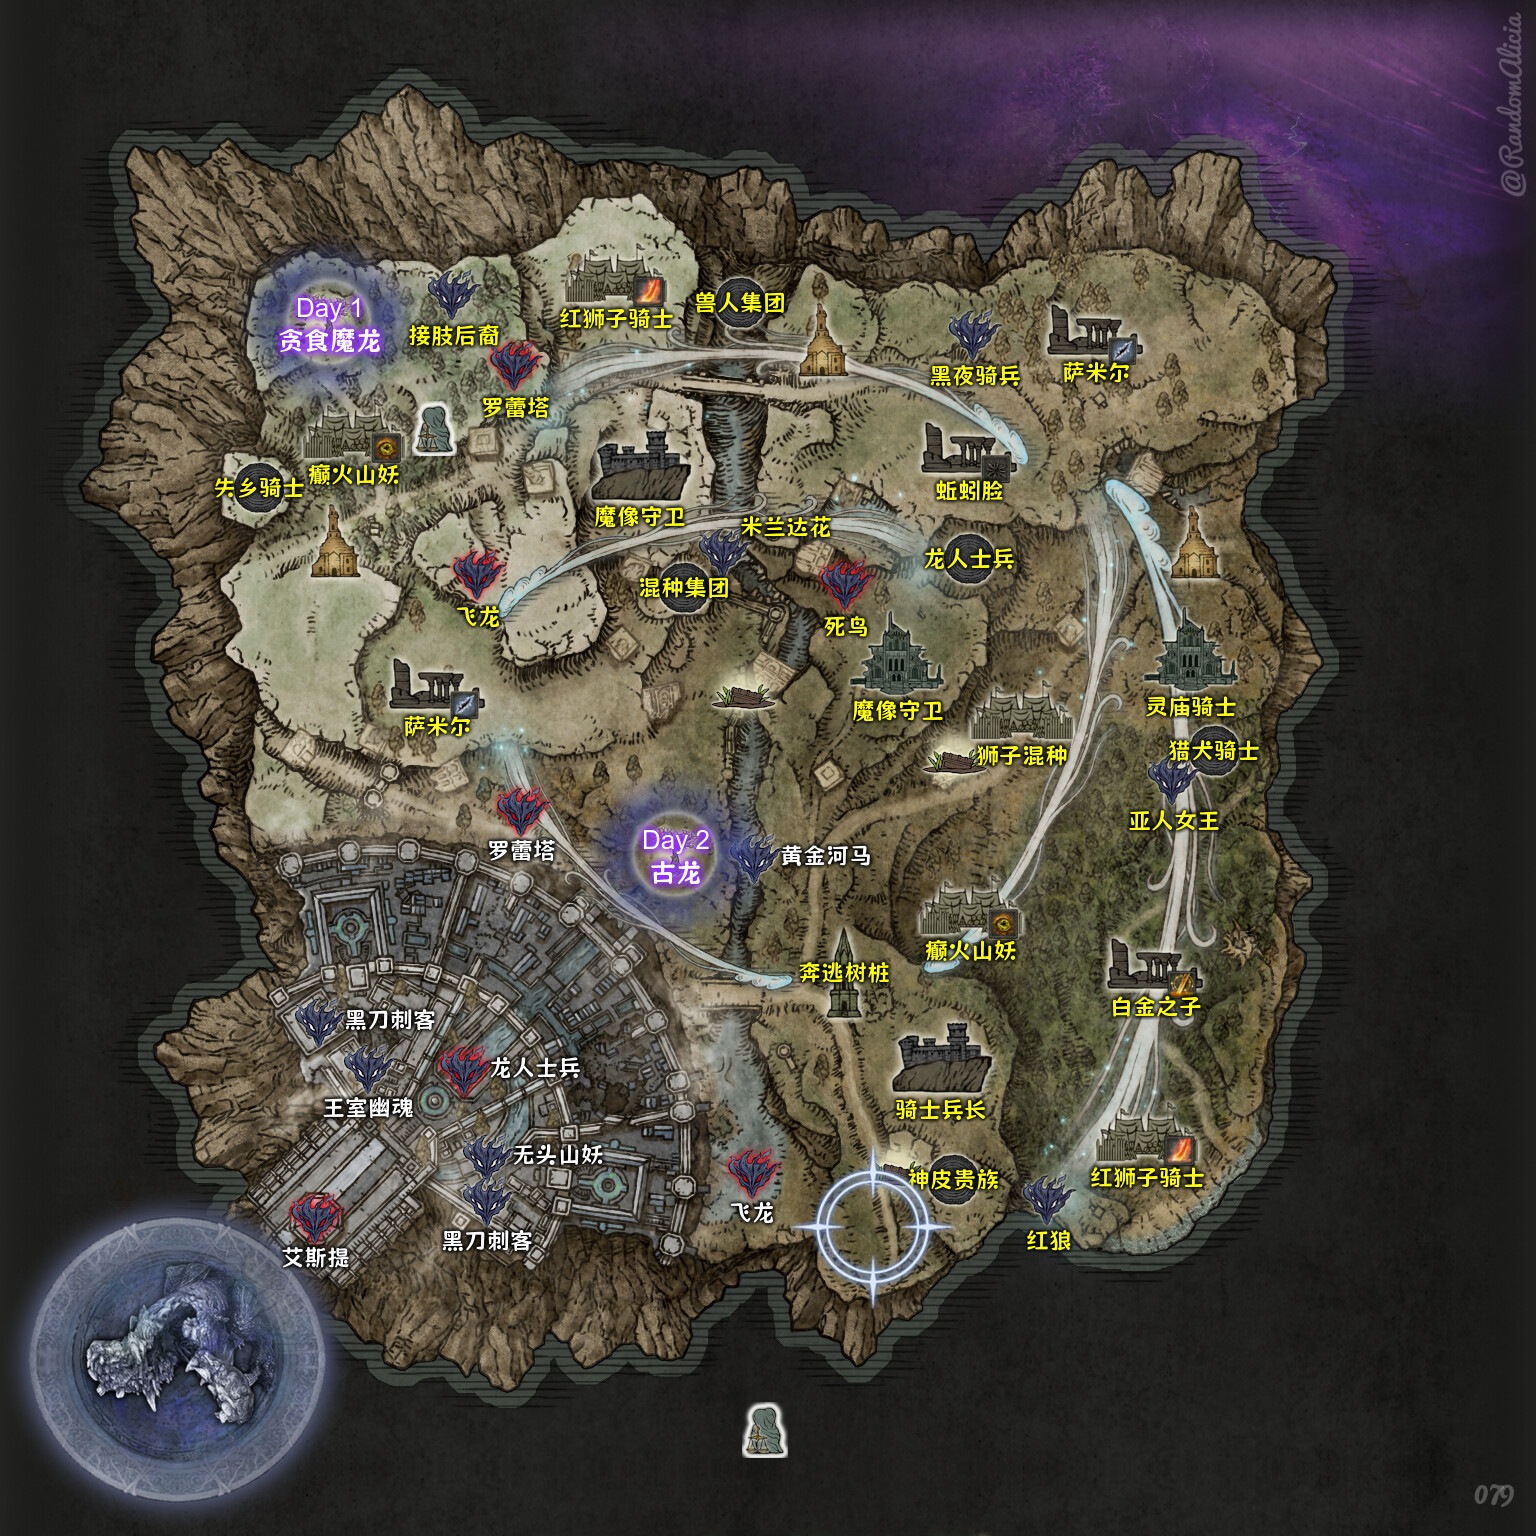 @RandomAlicia
Day 1
贪食魔龙
接肢后裔
红狮子骑士
兽人集团
罗蕾塔
黑夜骑兵
萨米尔
失乡骑士
癫火山妖
魔像守卫
蚯蚓脸
米兰达花
龙人士兵
飞龙
混种集团
死鸟
萨米尔
魔像守卫
灵庙骑士
狮子混种
猎犬骑士
亚人女王
罗蕾塔
Day 2
古龙
黄金河马
癫火山妖
奔逃树桩
白金之子
黑刀刺客
龙人士兵
王室幽魂
骑士兵长
无头山妖
神皮贵族
红狮子骑士
飞龙
黑刀刺客
红狼
艾斯提
079